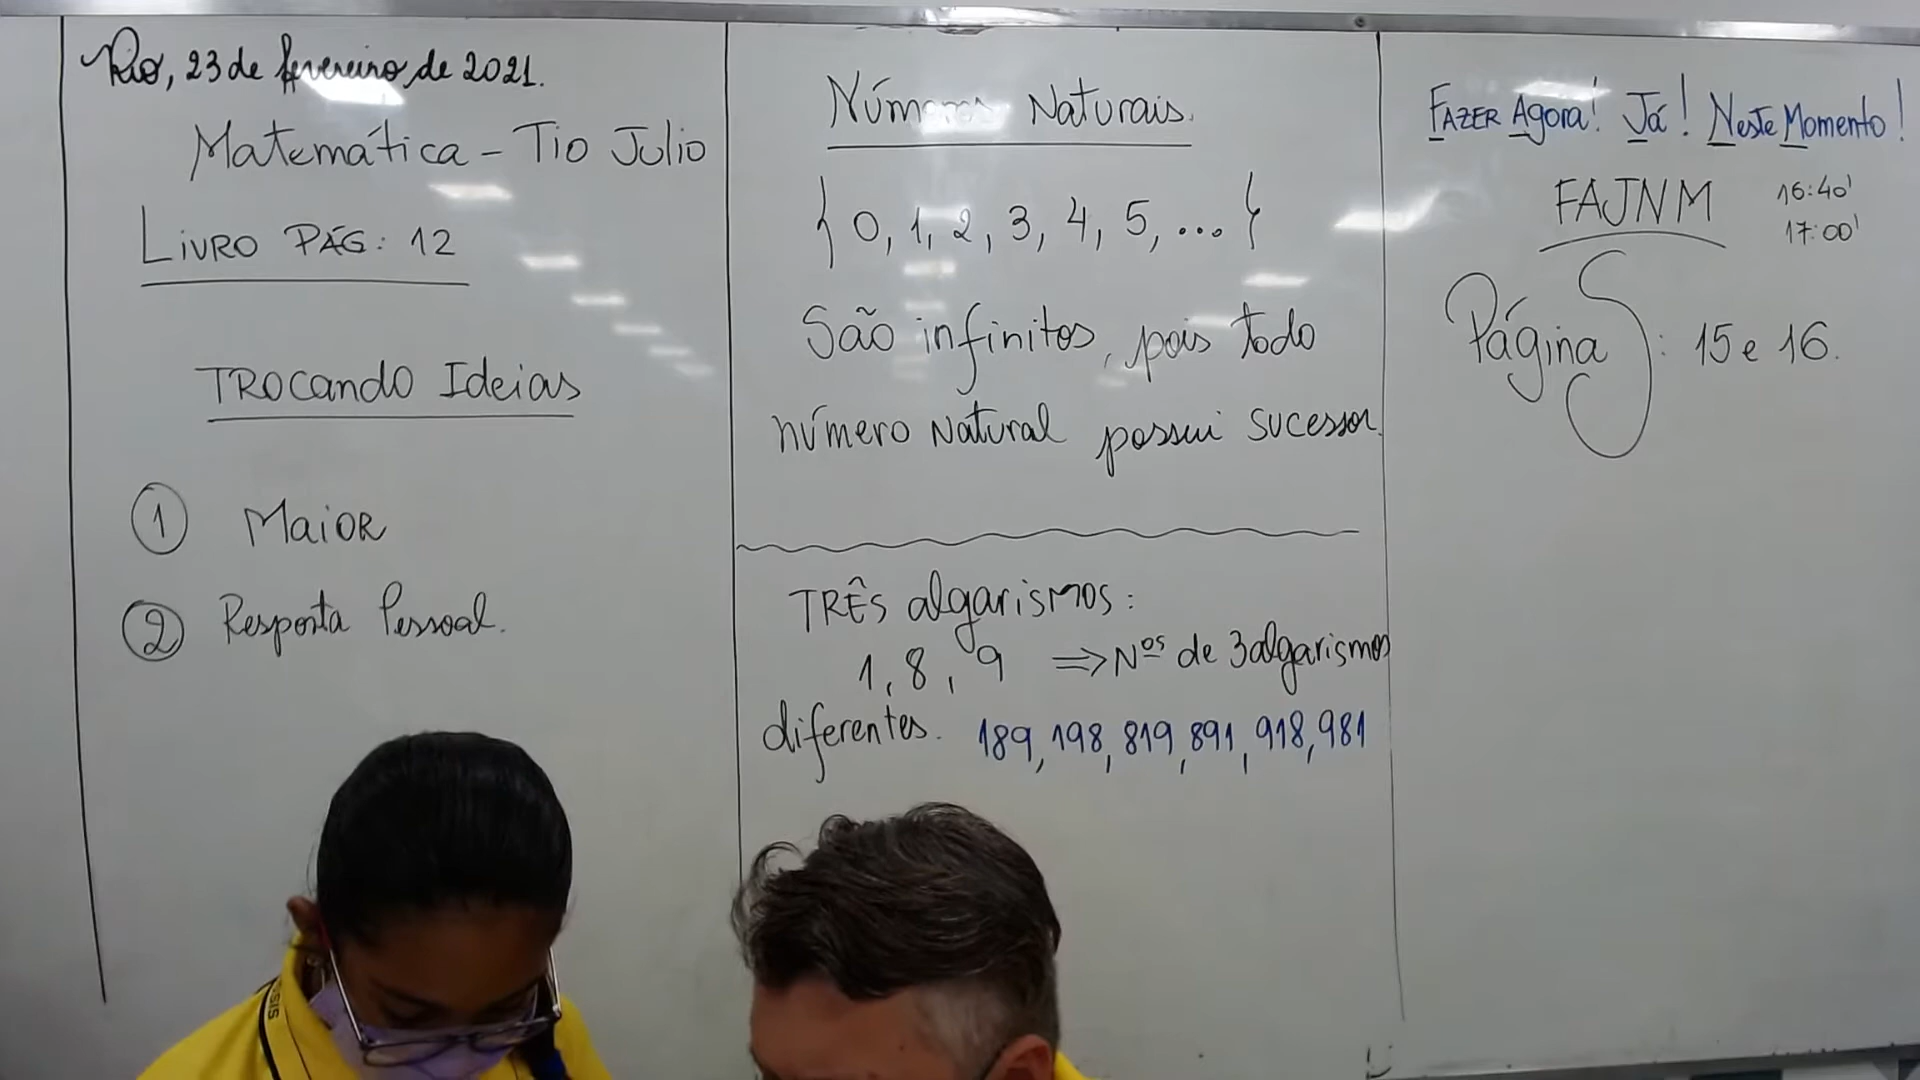 Rio, 23 de fevereiro de 2021.
Matemática - Tio Julio
Livro Pág: 12
Trocando Ideias
1 Maior
2 Resposta Pessoal.
Números Naturais.
{ 0, 1, 2, 3, 4, 5, ... }
São infinitos, pois todo
número natural possui sucessor.
Três algarismos:
1, 8, 9 ⇒ Nºs de 3 algarismos
diferentes. 189, 198, 819, 891, 918, 981
Fazer Agora! Já! Neste Momento!
FAJNM 16:40'
17:00'
PáginaS: 15 e 16.